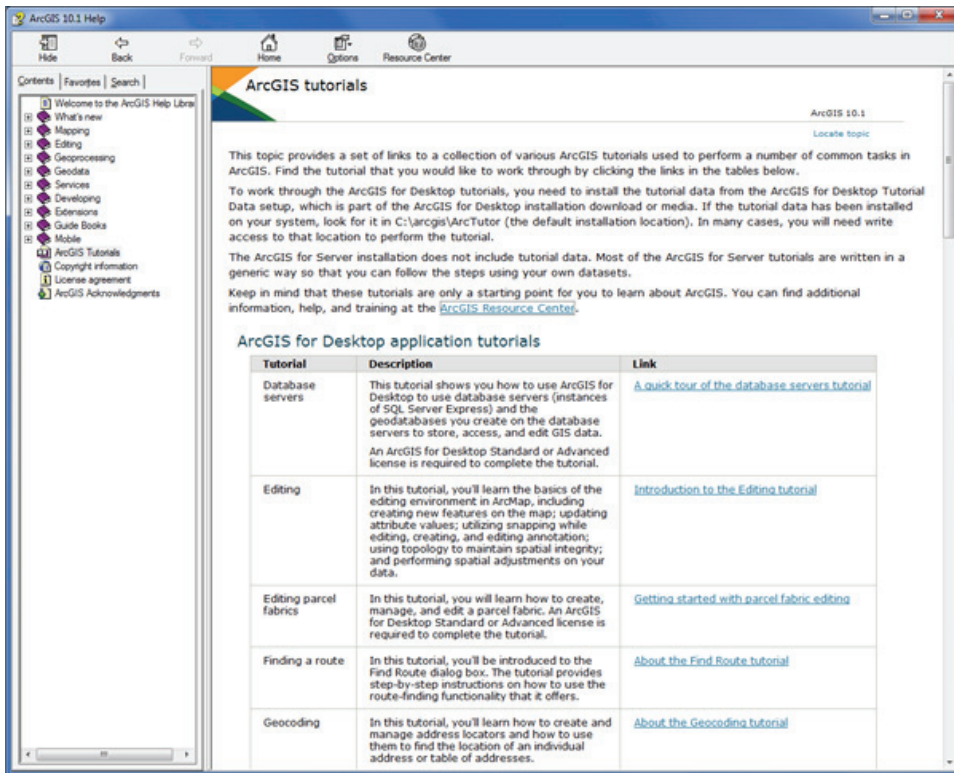 ArcGIS 10.1 Help
Hide Back Forward Home Options Resource Center
Contents Favorites Search
Welcome to the ArcGIS Help Librar
What's new
Mapping
Editing
Geoprocessing
Geodata
Services
Developing
Extensions
Guide Books
Mobile
ArcGIS Tutorials
Copyright information
License agreement
ArcGIS Acknowledgments
ArcGIS tutorials
ArcGIS 10.1
Locate topic
This topic provides a set of links to a collection of various ArcGIS tutorials used to perform a number of common tasks in
ArcGIS. Find the tutorial that you would like to work through by clicking the links in the tables below.
To work through the ArcGIS for Desktop tutorials, you need to install the tutorial data from the ArcGIS for Desktop Tutorial
Data setup, which is part of the ArcGIS for Desktop installation download or media. If the tutorial data has been installed
on your system, look for it in C:\arcgis\ArcTutor (the default installation location). In many cases, you will need write
access to that location to perform the tutorial.
The ArcGIS for Server installation does not include tutorial data. Most of the ArcGIS for Server tutorials are written in a
generic way so that you can follow the steps using your own datasets.
Keep in mind that these tutorials are only a starting point for you to learn about ArcGIS. You can find additional
information, help, and training at the ArcGIS Resource Center.
ArcGIS for Desktop application tutorials
Tutorial Description Link
Database
servers
This tutorial shows you how to use ArcGIS for
Desktop to use database servers (instances
of SQL Server Express) and the
geodatabases you create on the database
servers to store, access, and edit GIS data.
An ArcGIS for Desktop Standard or Advanced
license is required to complete the tutorial.
A quick tour of the database servers tutorial
Editing
In this tutorial, you'll learn the basics of the
editing environment in ArcMap, including
creating new features on the map; updating
attribute values; utilizing snapping while
editing, creating, and editing annotation;
using topology to maintain spatial integrity;
and performing spatial adjustments on your
data.
Introduction to the Editing tutorial
Editing parcel
fabrics
In this tutorial, you will learn how to create,
manage, and edit a parcel fabric. An ArcGIS
for Desktop Standard or Advanced license is
required to complete the tutorial.
Getting started with parcel fabric editing
Finding a route
In this tutorial, you'll be introduced to the
Find Route dialog box. The tutorial provides
step-by-step instructions on how to use the
route-finding functionality that it offers.
About the Find Route tutorial
Geocoding
In this tutorial, you'll learn how to create and
manage address locators and how to use
them to find the location of an individual
address or table of addresses.
About the Geocoding tutorial